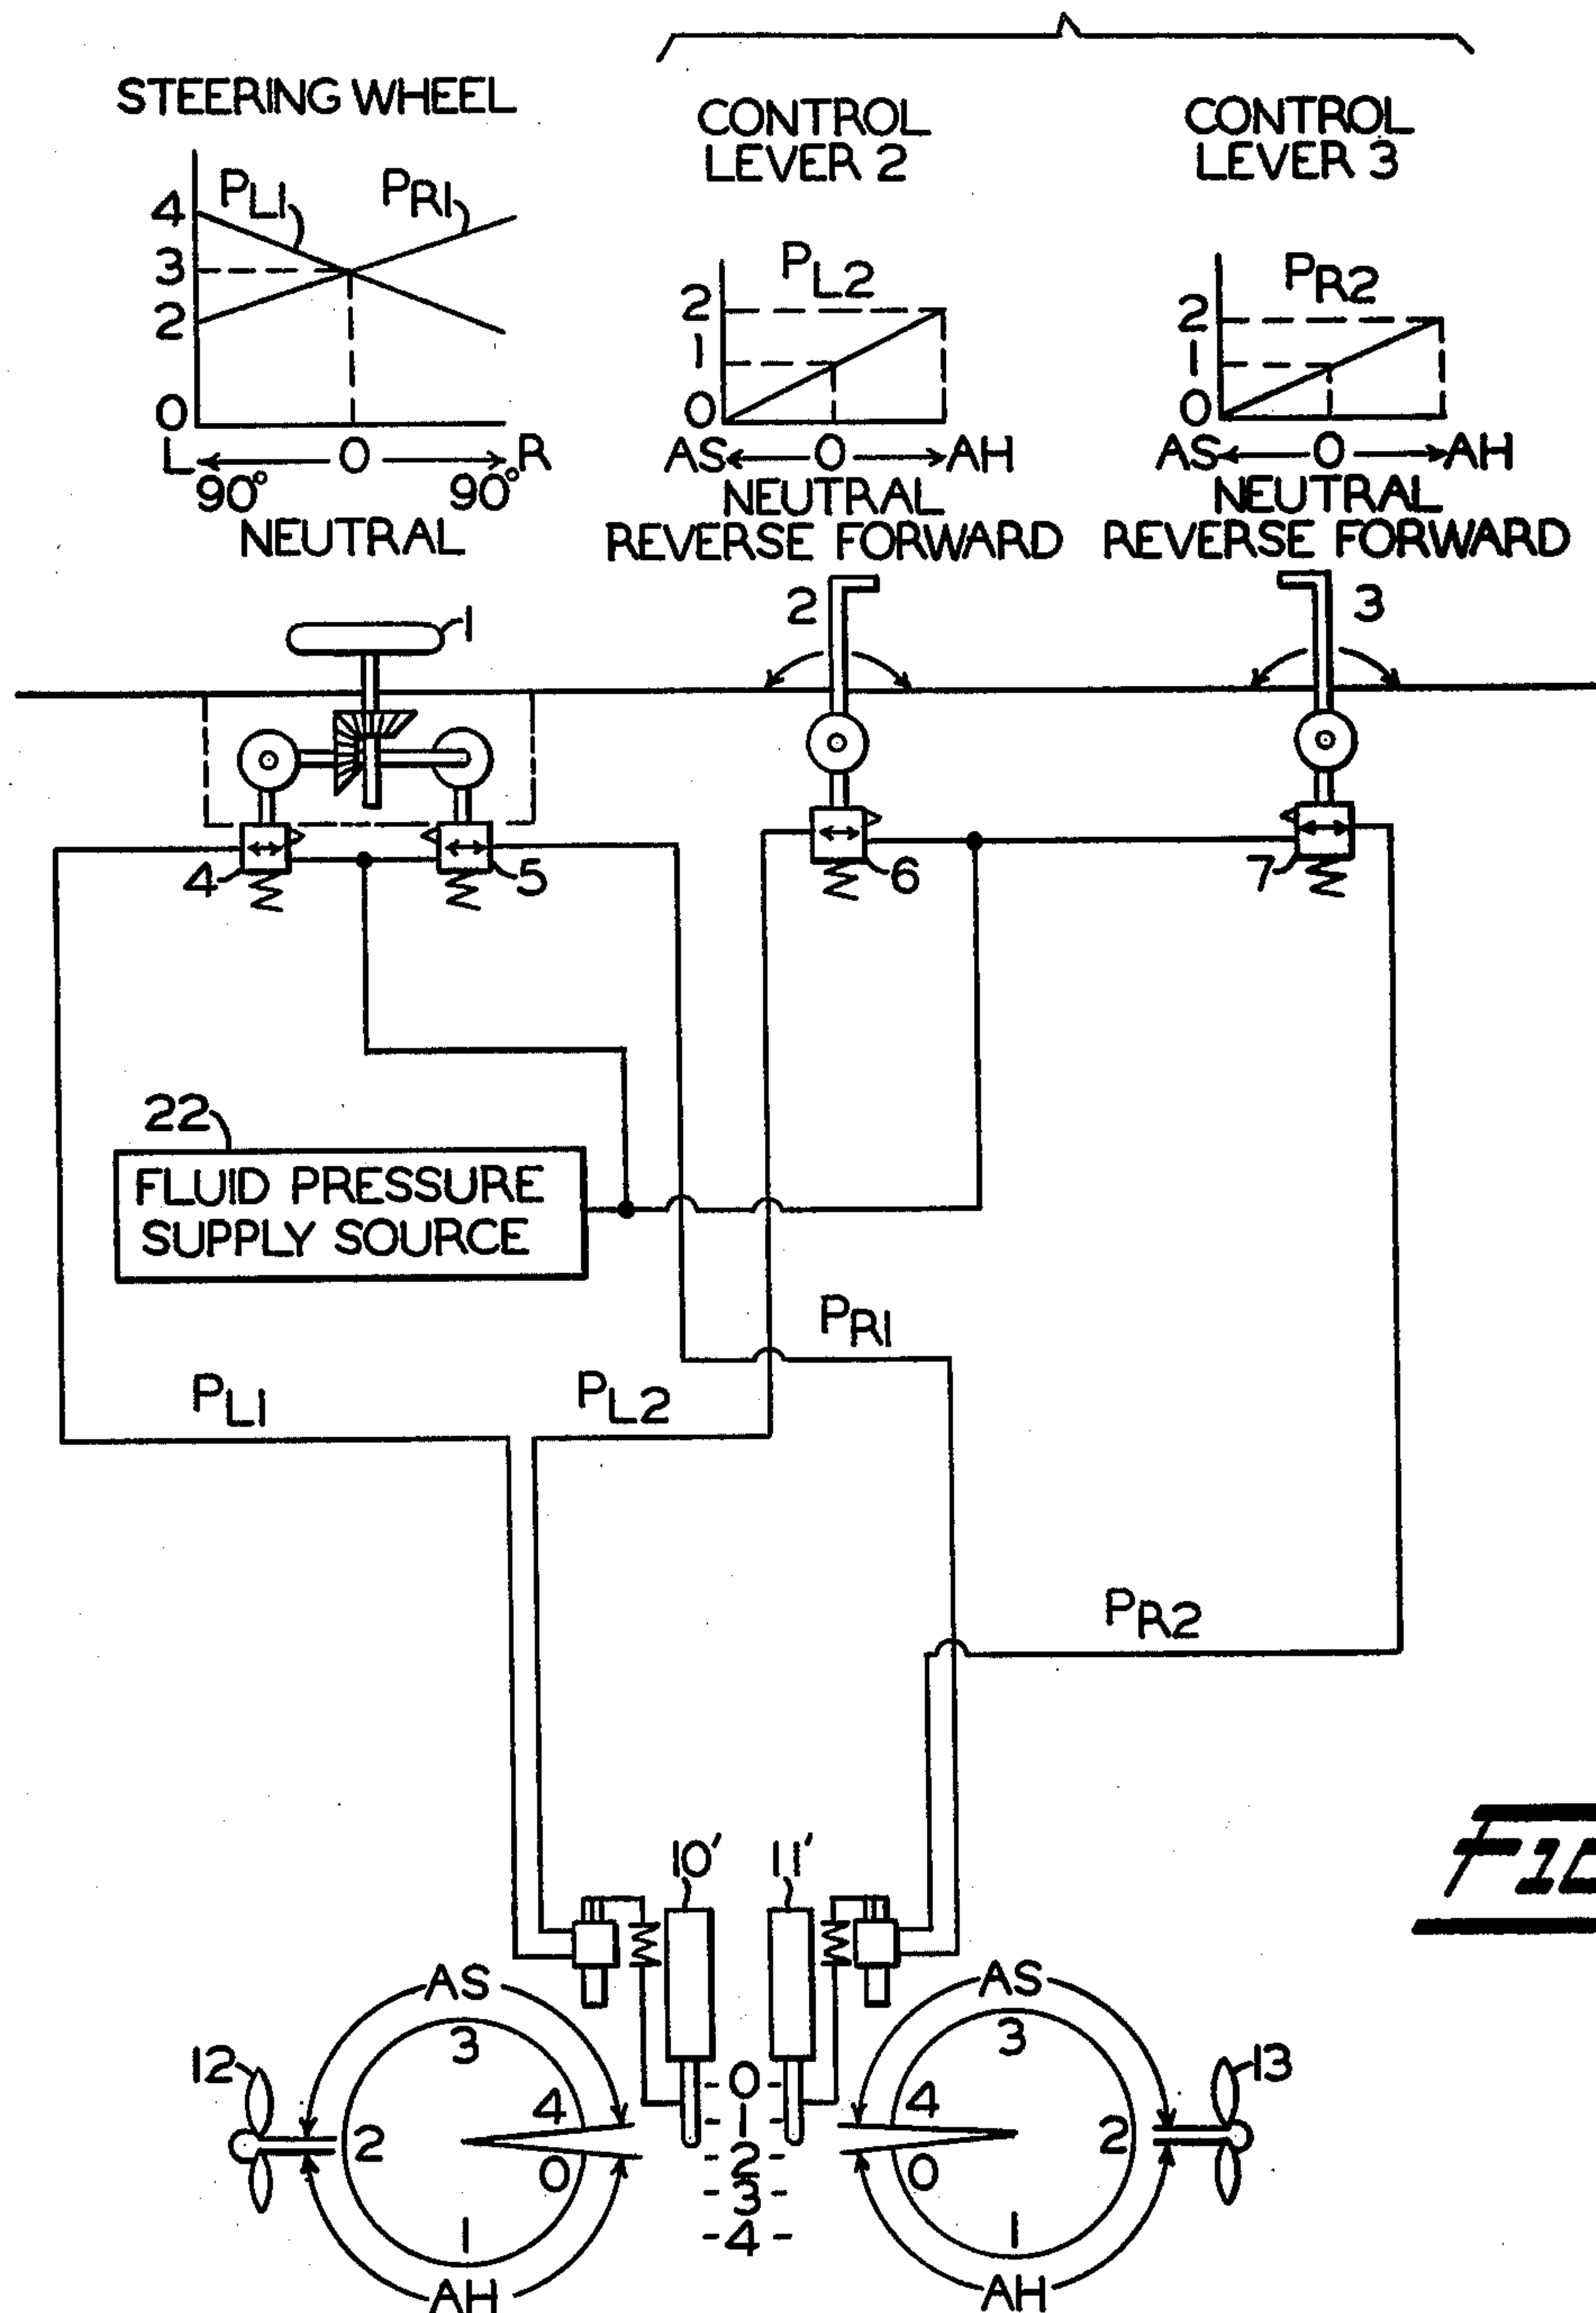 STEERING WHEEL
CONTROL
LEVER 2
CONTROL
LEVER 3
PL1
PR1
4
3
2
0
L
0
R
90°
90°
NEUTRAL
PL2
2
1
0
AS
0
AH
NEUTRAL
REVERSE FORWARD
PR2
2
1
0
AS
0
AH
NEUTRAL
REVERSE FORWARD
1
2
3
4
5
6
7
22
FLUID PRESSURE
SUPPLY SOURCE
PR1
PL1
PL2
PR2
10'
11'
AS
3
4
12
2
0
1
AH
0
1
2
3
4
AS
3
4
13
2
0
1
AH